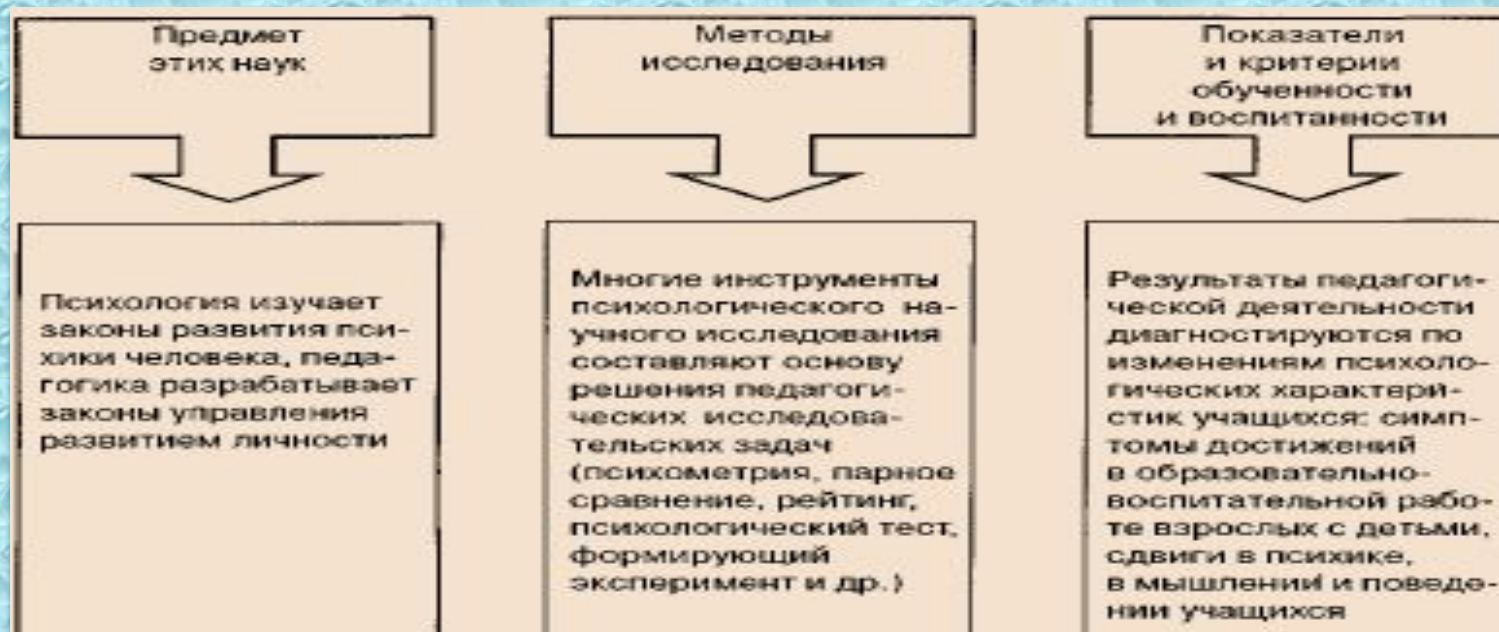 Предмет
этих наук
Методы
исследования
Показатели
и критерии
обученности
и воспитанности
Психология изучает
законы развития пси-
хики человека, педа-
гогика разрабатывает
законы управления
развитием личности
Многие инструменты
психологического на-
учного исследования
составляют основу
решения педагоги-
ческих исследова-
тельских задач
(психометрия, парное
сравнение, рейтинг,
психологический тест,
формирующий
эксперимент и др.)
Результаты педагоги-
ческой деятельности
диагностируются по
изменениям психоло-
гических характери-
стик учащихся: симп-
томы достижений
в образовательно-
воспитательной рабо-
те взрослых с детьми,
сдвиги в психике,
в мышлении и поведе-
нии учащихся